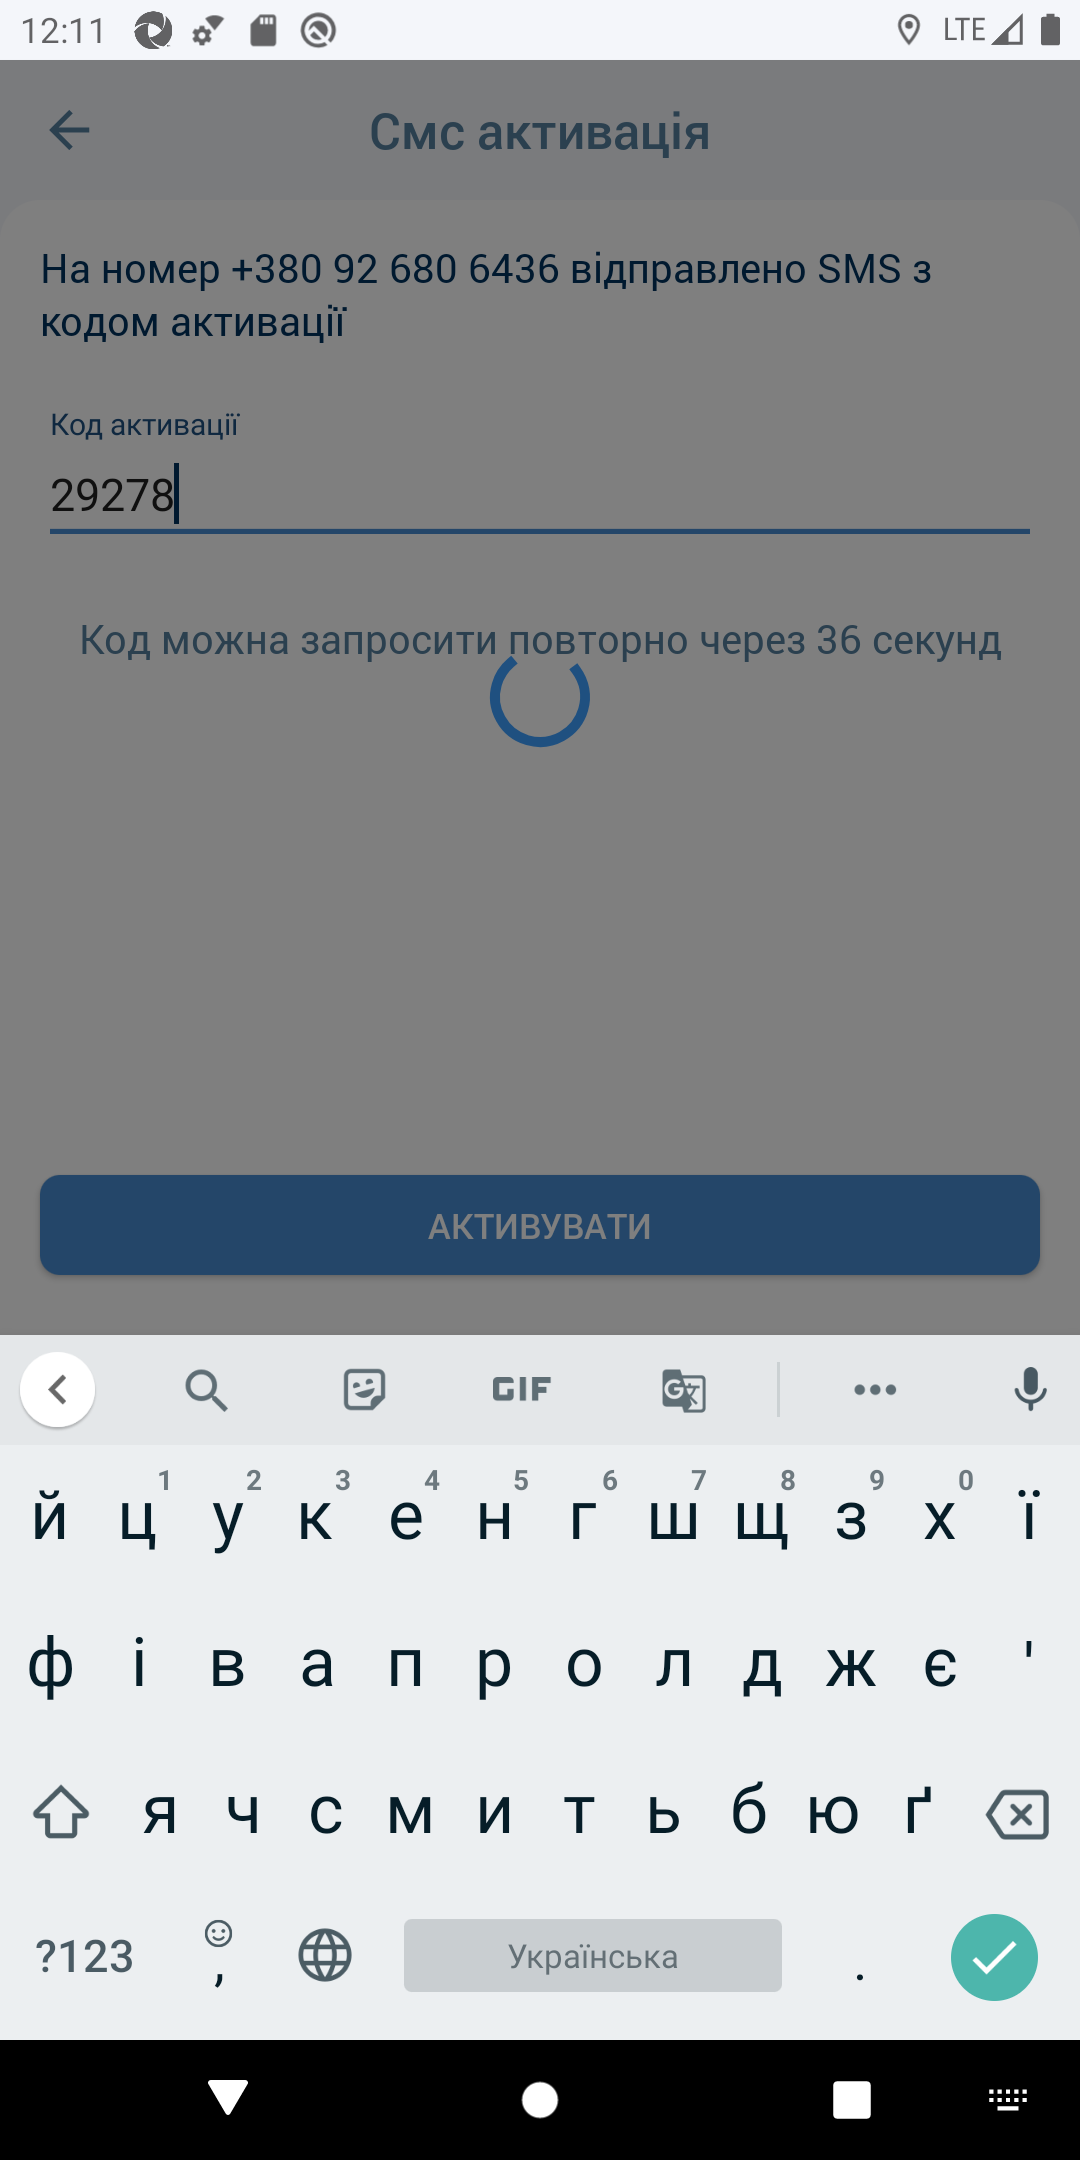 12:11
LTE
Смс активація
На номер +380 92 680 6436 відправлено SMS з
кодом активації
Код активації
29278
Код можна запросити повторно через 36 секунд
АКТИВУВАТИ
GIF
1 2 3 4 5 6 7 8 9 0
й ц у к е н г ш щ з х ї
ф і в а п р о л д ж є '
я ч с м и т ь б ю ґ
?123 , Українська .